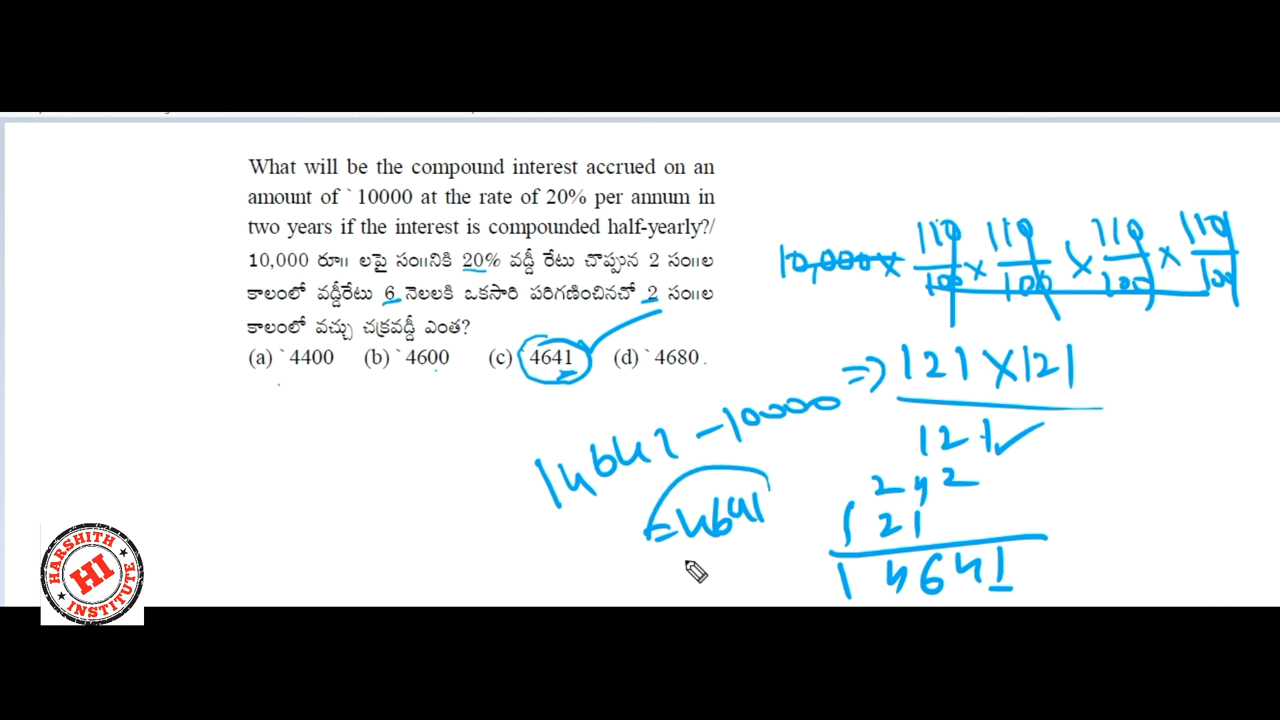 What will be the compound interest accrued on an
amount of ` 10000 at the rate of 20% per annum in
two years if the interest is compounded half-yearly?/
10,000 రూ॥ లపై సం॥నికి 20% వడ్డీ రేటు చొప్పున 2 సం॥ల
కాలంలో వడ్డీరేటు 6 నెలలకి ఒకసారి పరిగణించినచో 2 సం॥ల
కాలంలో వచ్చు చక్రవడ్డీ ఎంత?
(a) ` 4400 (b) ` 4600 (c) ` 4641 (d) ` 4680
10,000 × 110/100 × 110/100 × 110/100 × 110/100
⇒ 121 × 121
121 ✓
242
121
14641
14641 - 10000
= 4641
HARSHITH
HI
INSTITUTE